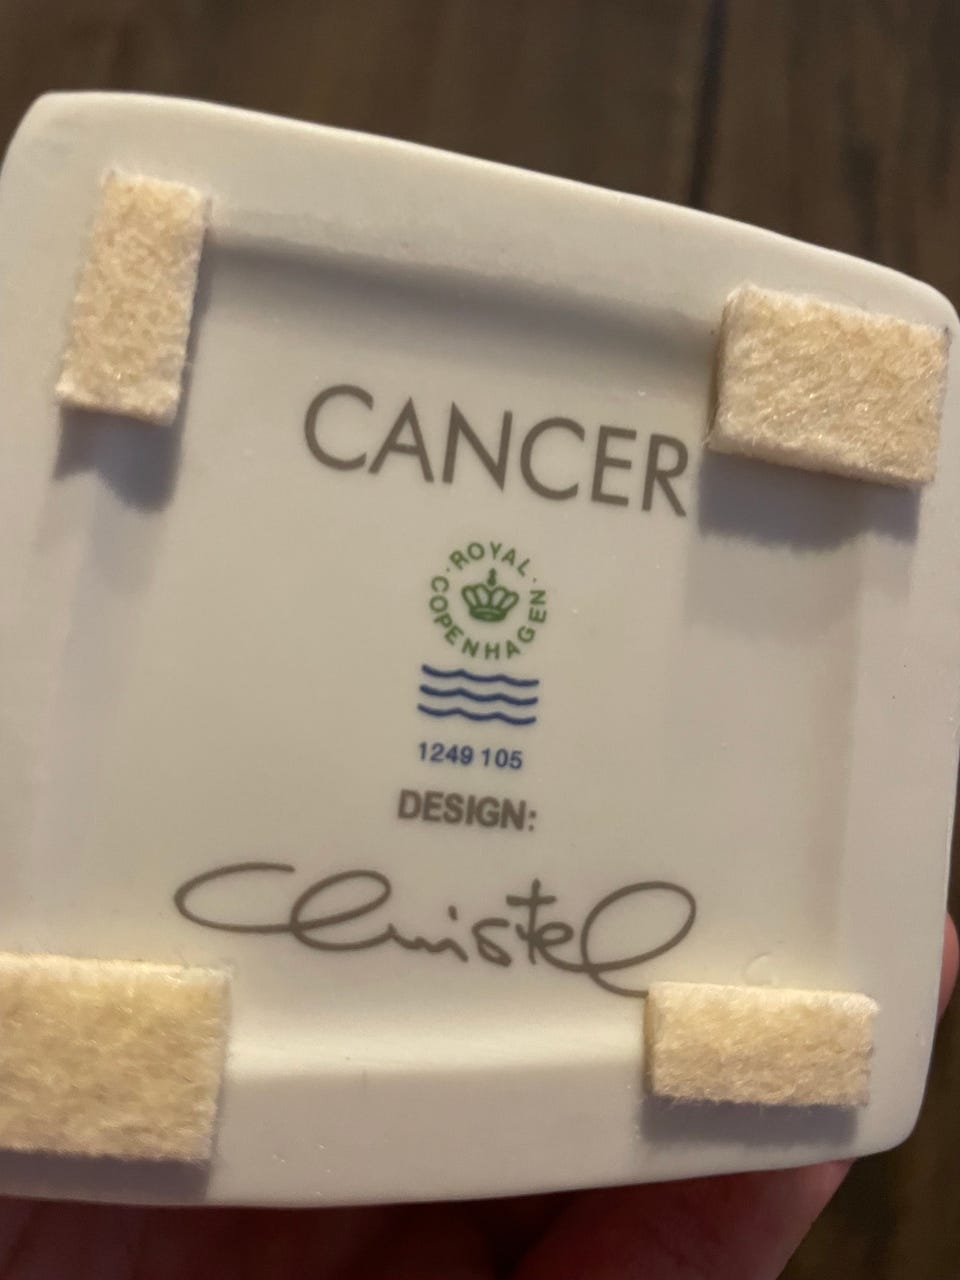 CANCER
ROYAL
COPENHAGEN
1249 105
DESIGN:
Christel